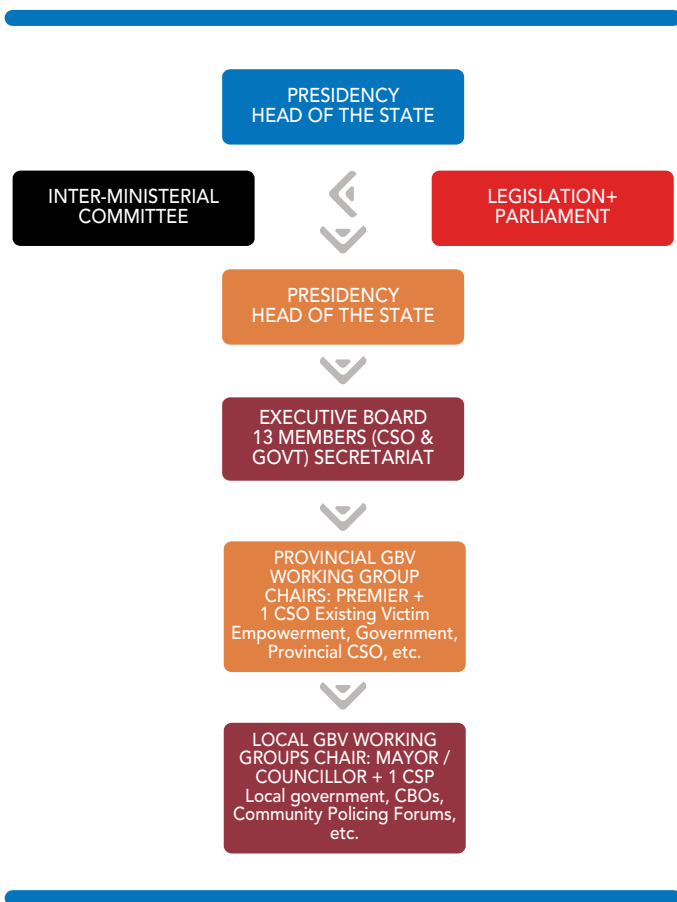 PRESIDENCY
HEAD OF THE STATE
INTER-MINISTERIAL
COMMITTEE
LEGISLATION+
PARLIAMENT
PRESIDENCY
HEAD OF THE STATE
EXECUTIVE BOARD
13 MEMBERS (CSO &
GOVT) SECRETARIAT
PROVINCIAL GBV
WORKING GROUP
CHAIRS: PREMIER +
1 CSO Existing Victim
Empowerment, Government,
Provincial CSO, etc.
LOCAL GBV WORKING
GROUPS CHAIR: MAYOR /
COUNCILLOR + 1 CSP
Local government, CBOs,
Community Policing Forums,
etc.